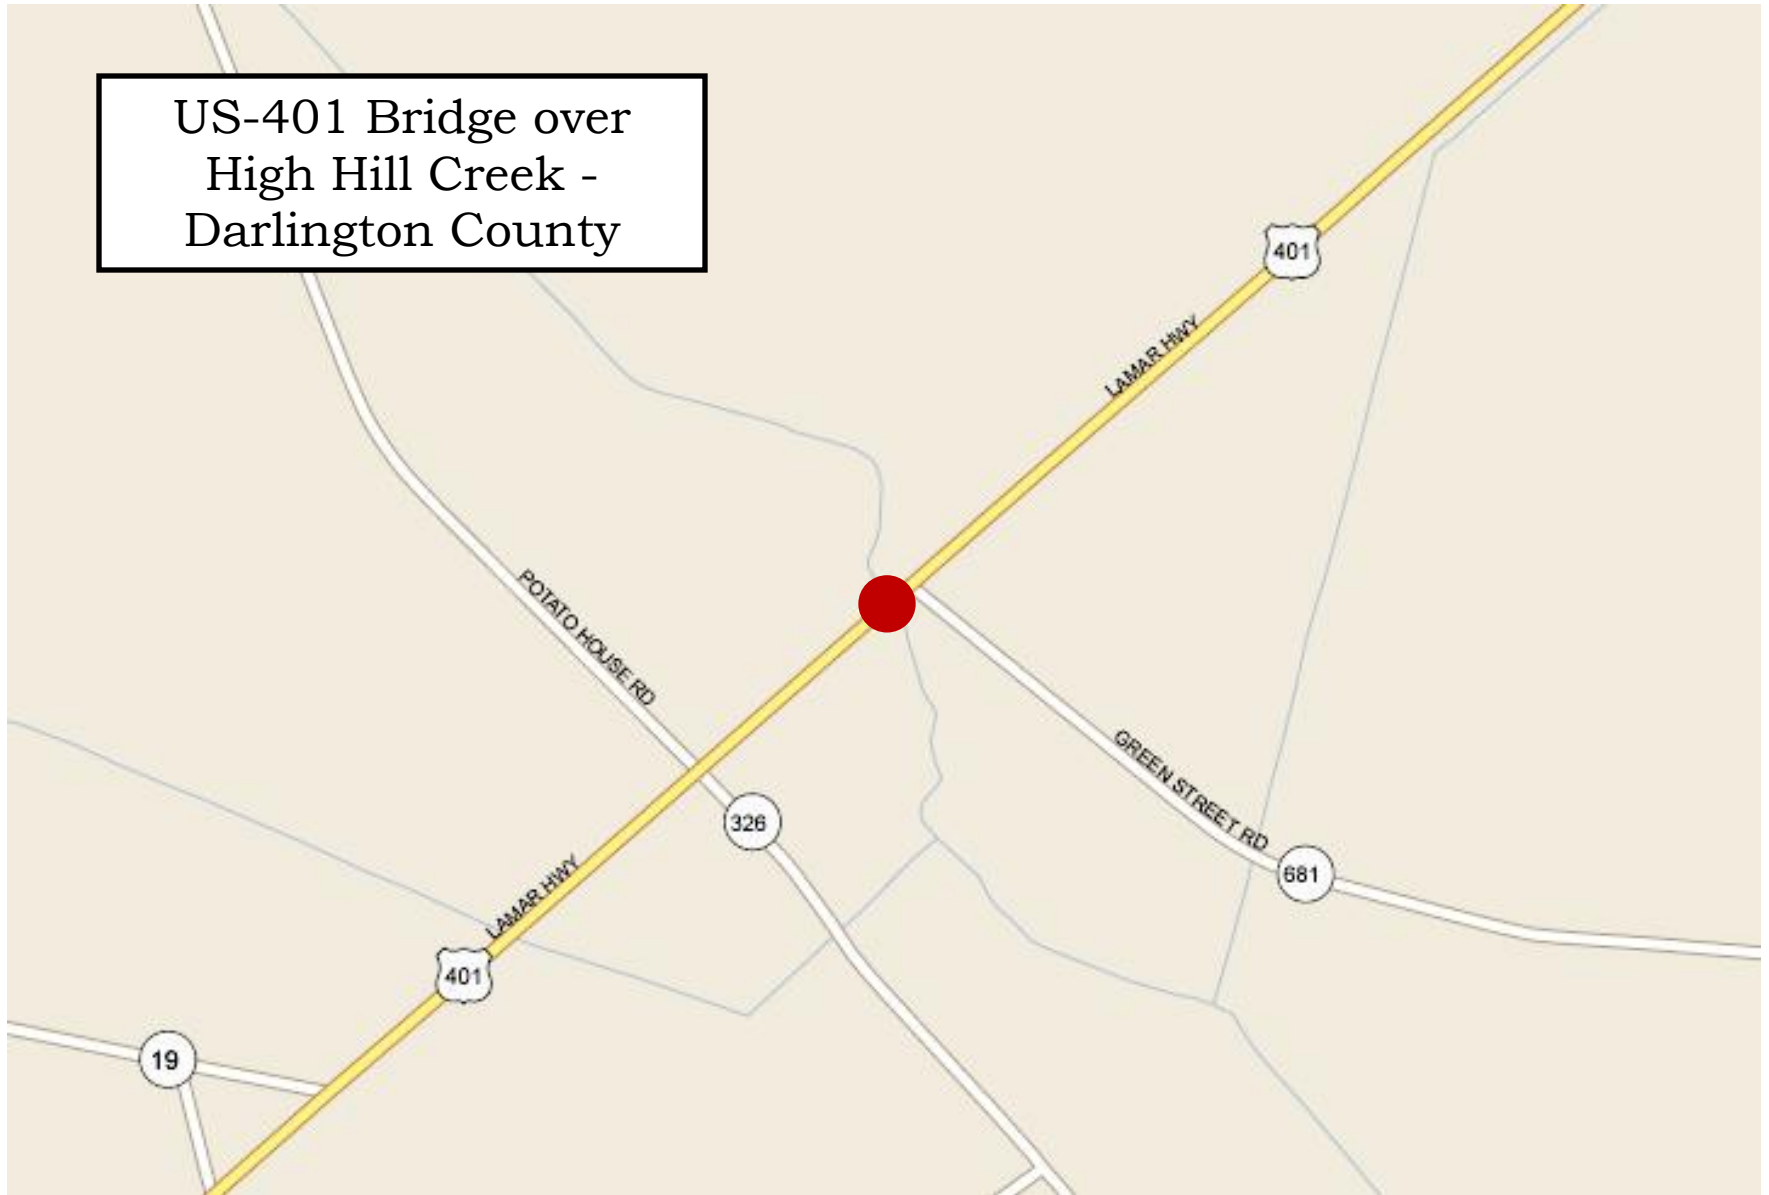 US-401 Bridge over
High Hill Creek -
Darlington County
401
LAMAR HWY
POTATO HOUSE RD
GREEN STREET RD
326
LAMAR HWY
681
401
19